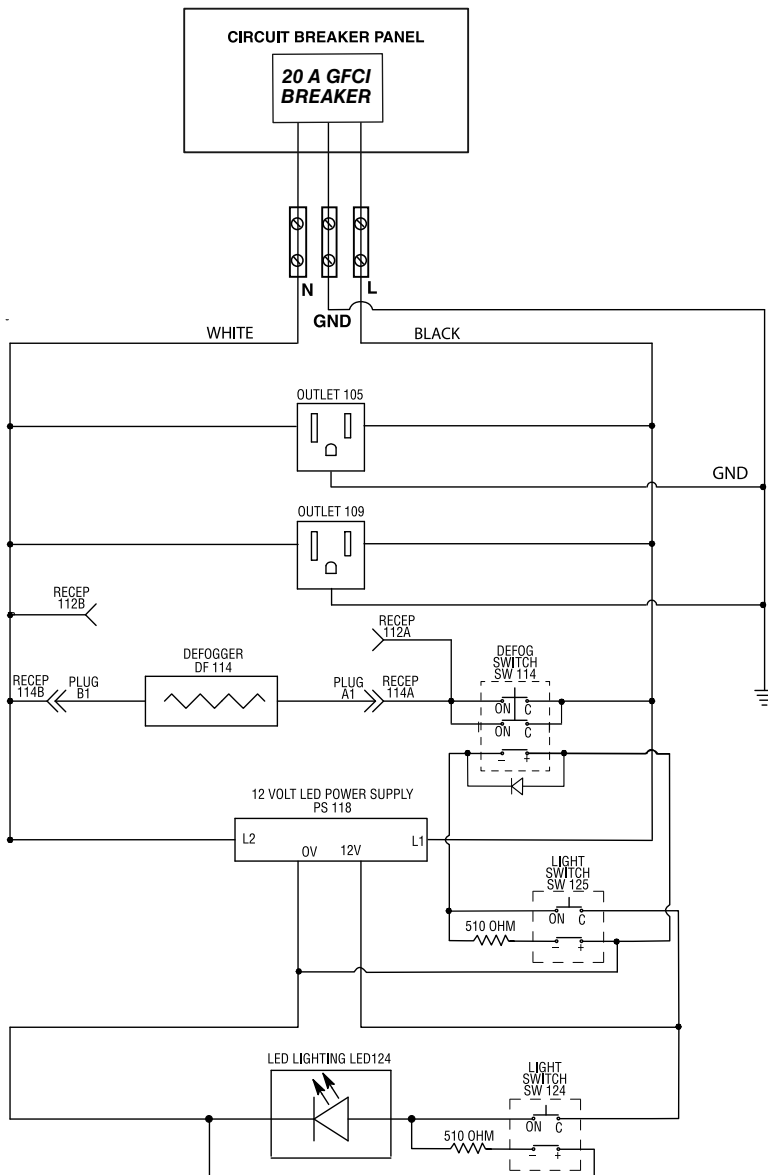 CIRCUIT BREAKER PANEL
20 A GFCI
BREAKER
N
GND
L
WHITE
BLACK
OUTLET 105
GND
OUTLET 109
RECEP
112B
RECEP
112A
DEFOGGER
DF 114
DEFOG
SWITCH
SW 114
RECEP
114B
PLUG
B1
PLUG
A1
RECEP
114A
ON C
ON C
- +
12 VOLT LED POWER SUPPLY
PS 118
L2
0V
12V
L1
LIGHT
SWITCH
SW 125
ON C
510 OHM
- +
LED LIGHTING LED124
LIGHT
SWITCH
SW 124
ON C
510 OHM
- +